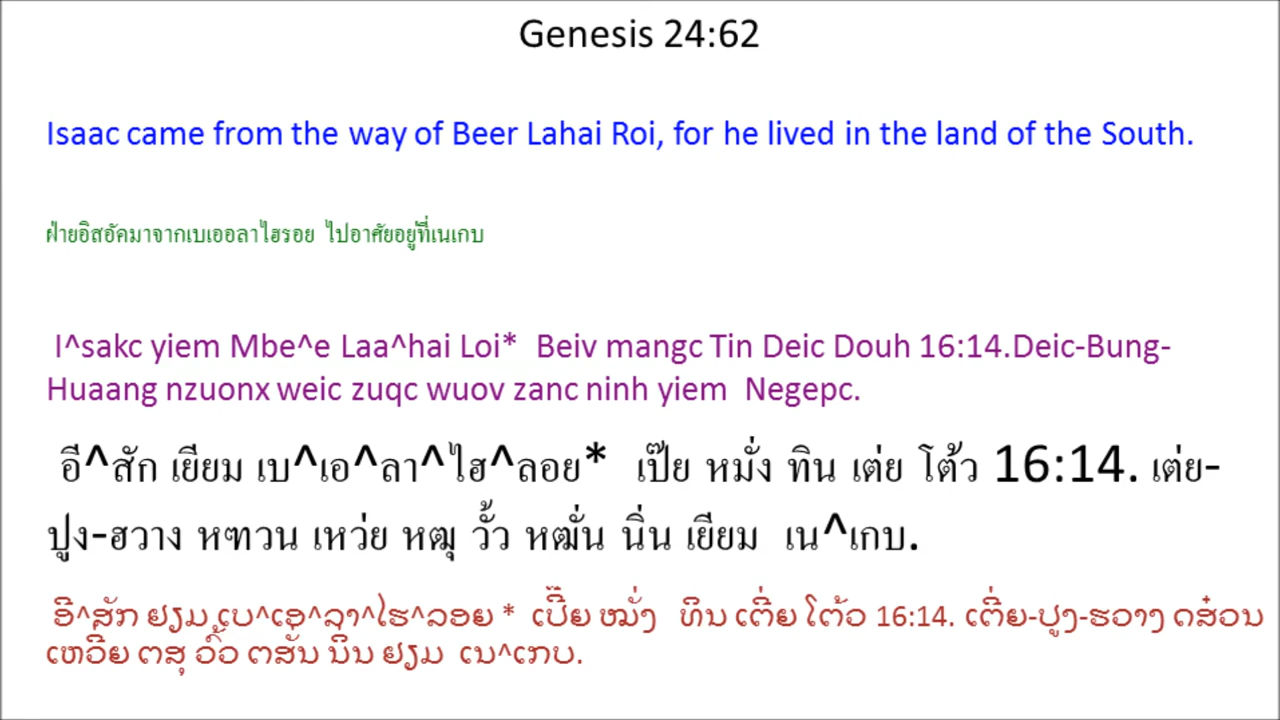 Genesis 24:62
Isaac came from the way of Beer Lahai Roi, for he lived in the land of the South.
ฝ่ายอิสอัคมาจากเบเออลาไฮรอย ไปอาศัยอยู่ที่เนเกบ
I^sakc yiem Mbe^e Laa^hai Loi* Beiv mangc Tin Deic Douh 16:14.Deic-Bung-
Huaang nzuonx weic zuqc wuov zanc ninh yiem Negepc.
อี^สัก เยียม เบ^เอ^ลา^ไฮ^ลอย* เป๊ย หมั่ง ทิน เต่ย โต้ว 16:14. เต่ย-
ปูง-ฮวาง หฑวน เหว่ย หฒุ วั้ว หฒั่น นิ่น เยียม เน^เกบ.
ອີ^ສັກ ຢຽມ ເບ^ເອ^ລາ^ໄຮ^ລອຍ * ເປີ໊ຍ ໝັ່ງ ທິນ ເຕີ່ຍ ໂຕ້ວ 16:14. ເຕີ່ຍ-ປູງ-ຮວາງ ດສ໋ວນ
ເຫວີ່ຍ ຕສຸ ວົ້ວ ຕສັ່ນ ນິ່ນ ຢຽມ ເນ^ເກບ.